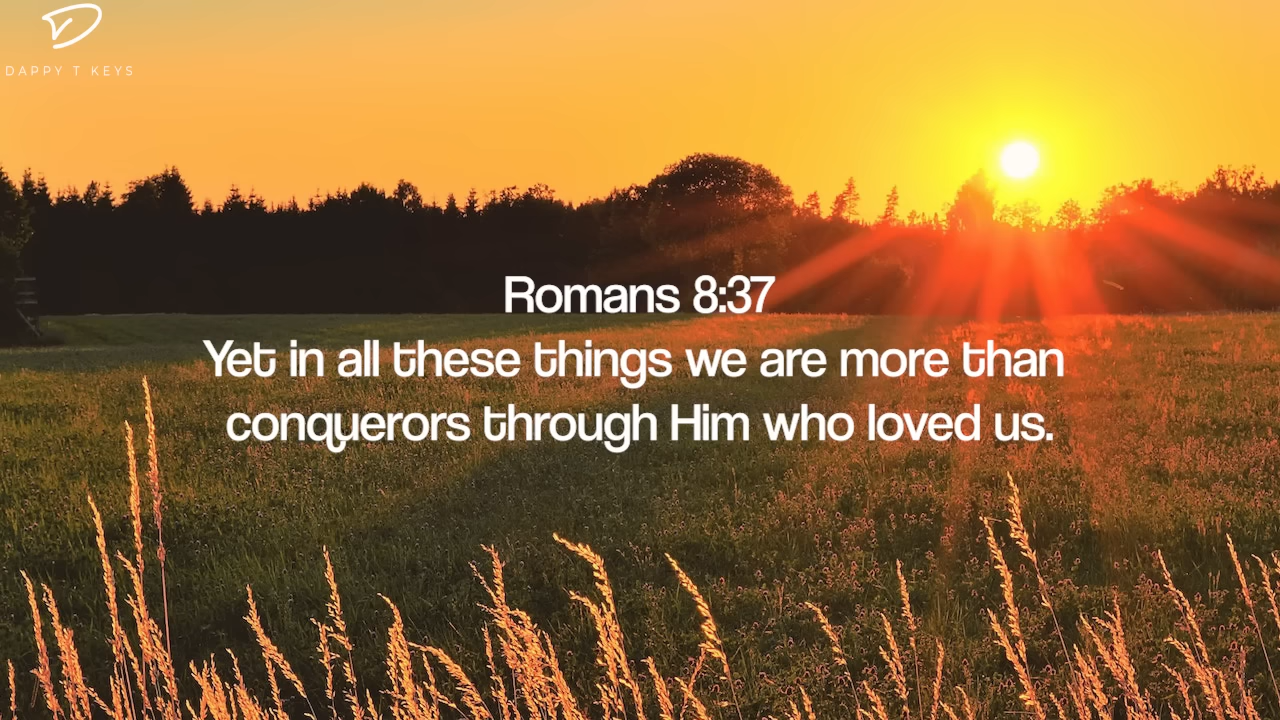 DAPPY T KEYS
Romans 8:37
Yet in all these things we are more than
conquerors through Him who loved us.